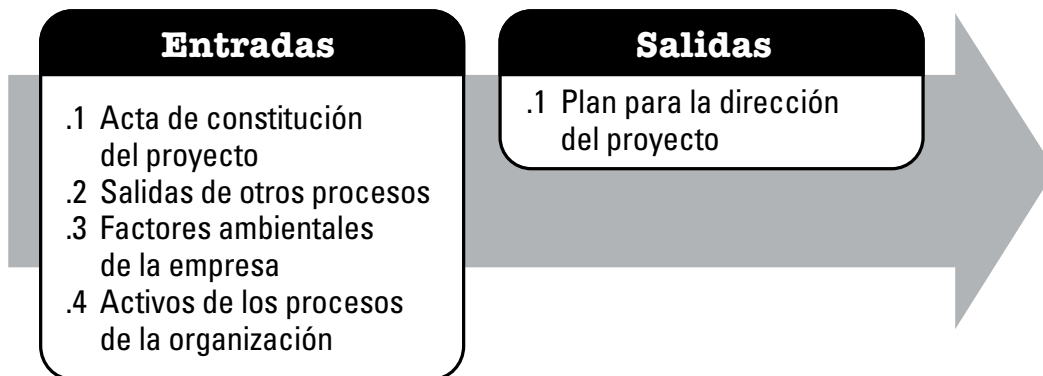 Entradas
.1 Acta de constitución
del proyecto
.2 Salidas de otros procesos
.3 Factores ambientales
de la empresa
.4 Activos de los procesos
de la organización
Salidas
.1 Plan para la dirección
del proyecto